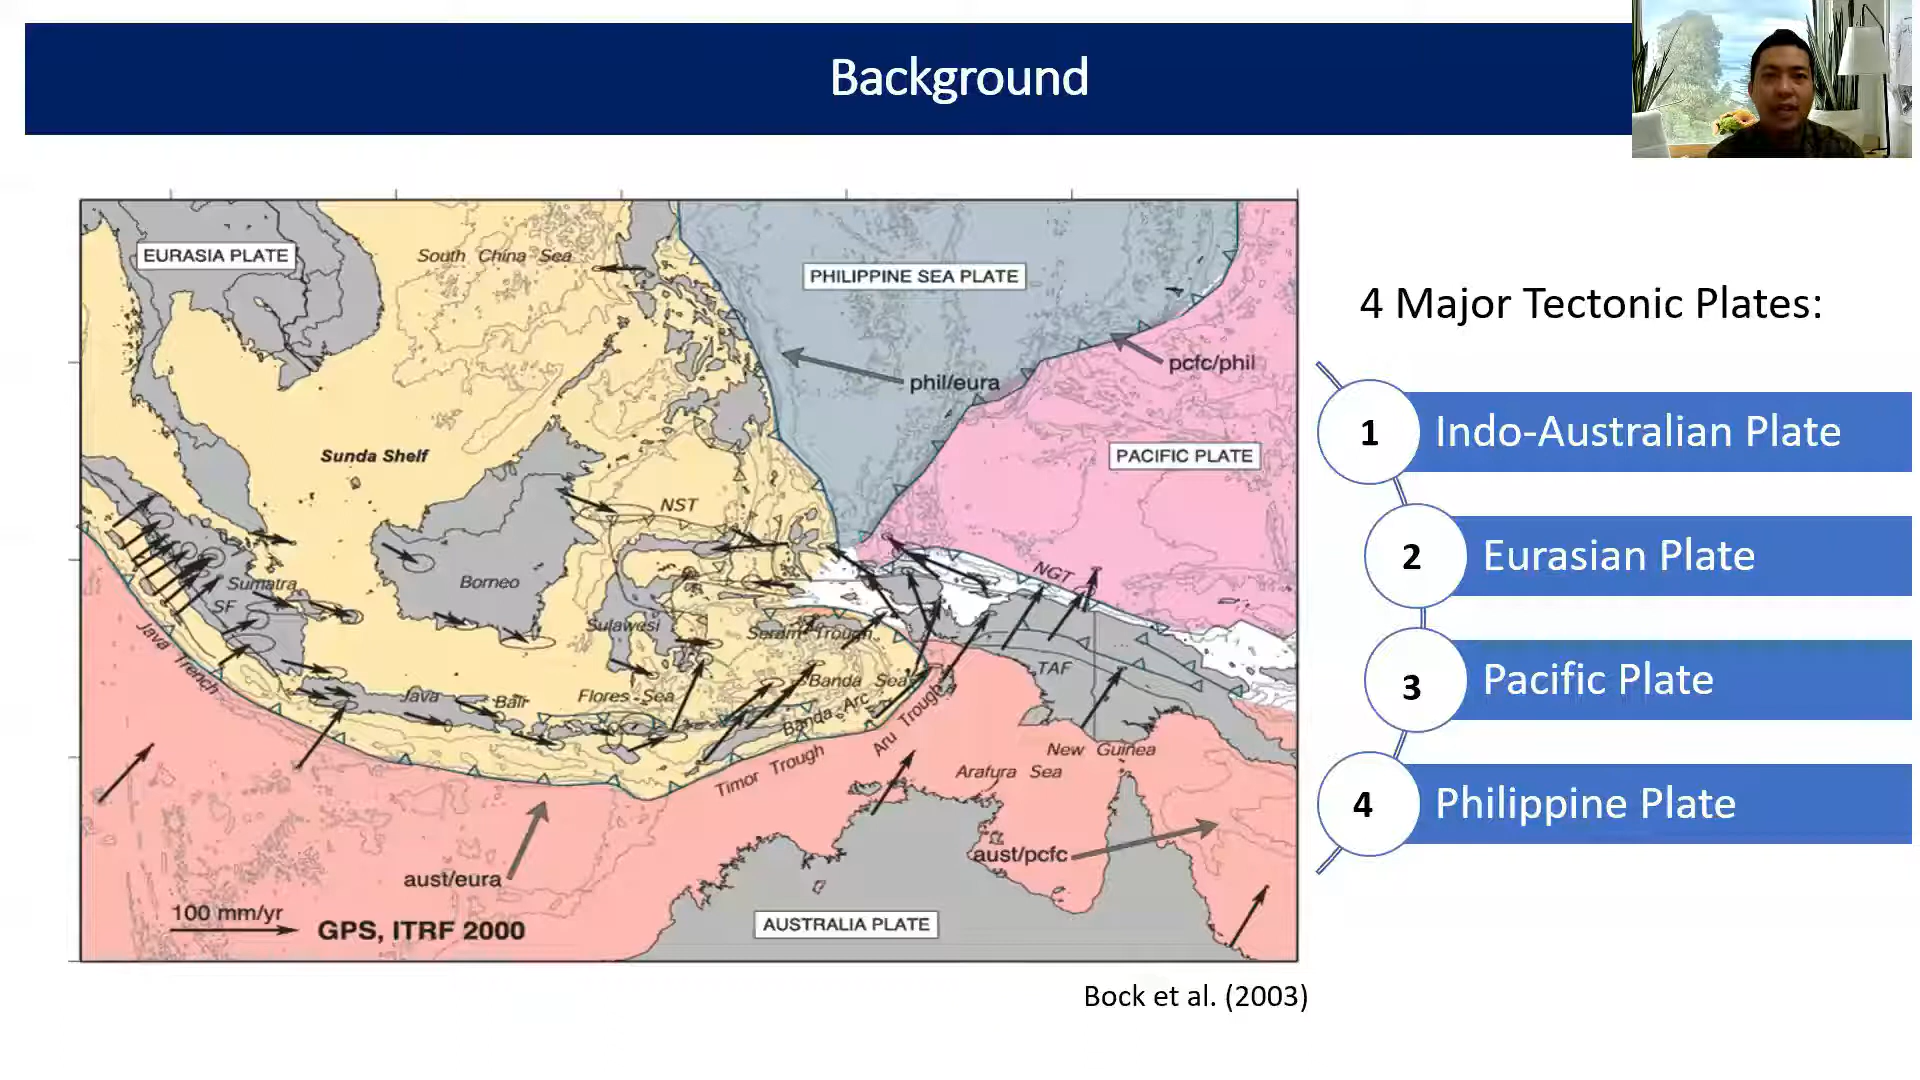 Background
EURASIA PLATE
South China Sea
PHILIPPINE SEA PLATE
phil/eura
pcfc/phil
Sunda Shelf
PACIFIC PLATE
NST
NGT
Sumatra
SF
Borneo
Sulawesi
Seram Trough
Java Trench
TAF
Java
Bali
Flores Sea
Banda Sea
Banda Arc
Aru Trough
Timor Trough
New Guinea
Arafura Sea
aust/pcfc
aust/eura
100 mm/yr
GPS, ITRF 2000
AUSTRALIA PLATE
Bock et al. (2003)
4 Major Tectonic Plates:
1 Indo-Australian Plate
2 Eurasian Plate
3 Pacific Plate
4 Philippine Plate